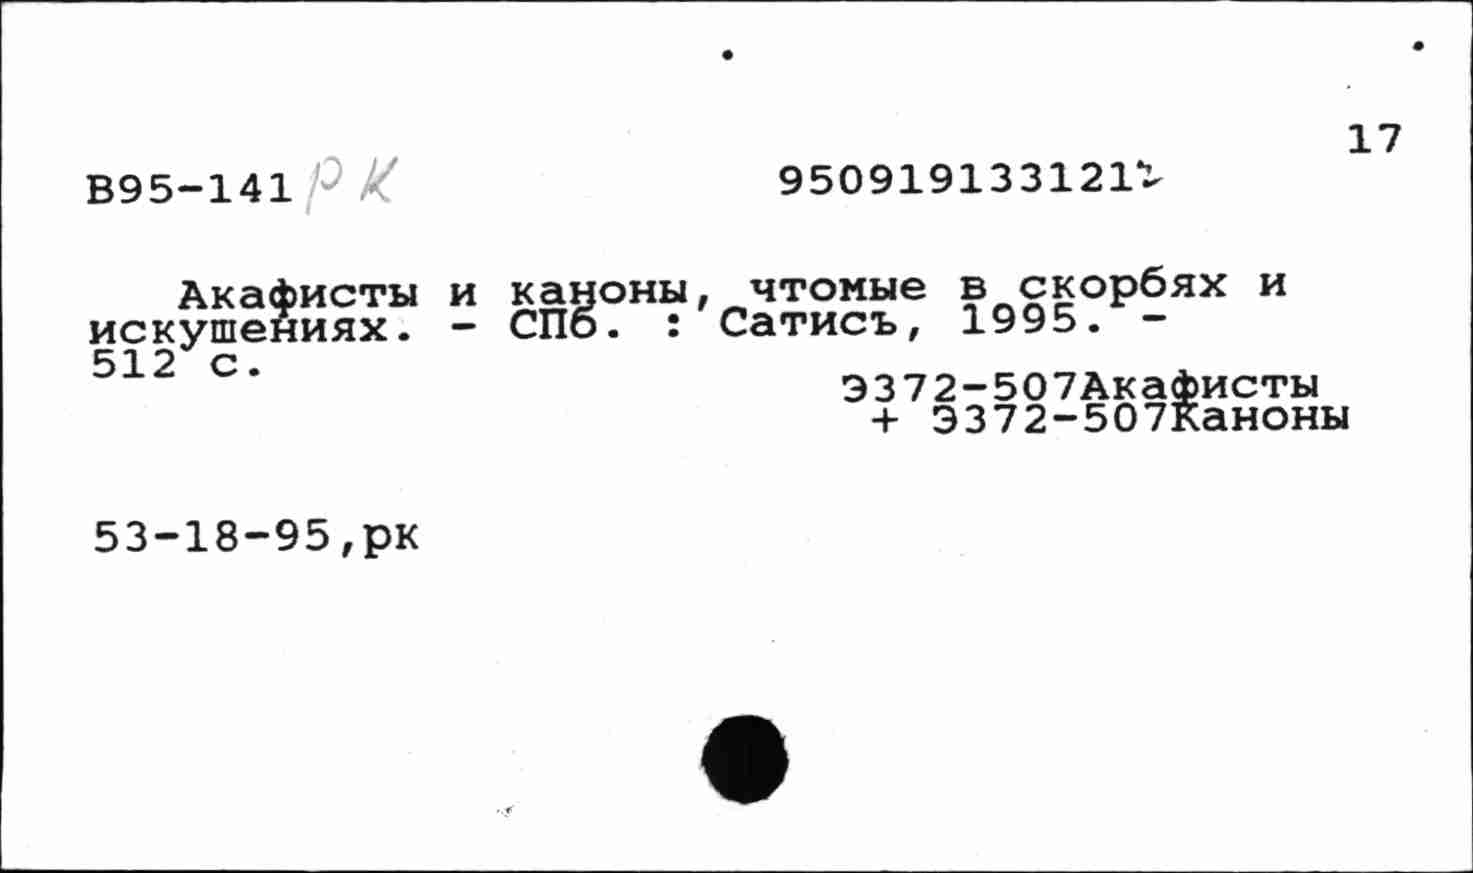 17
В95-141 рк
9509191331212
Акафисты и каноны, чтомые в скорбях и
искушениях. - СПб. : Сатисъ, 1995. -
512 с.
Э372-507Акафисты
+ Э372-507Каноны
53-18-95,рк